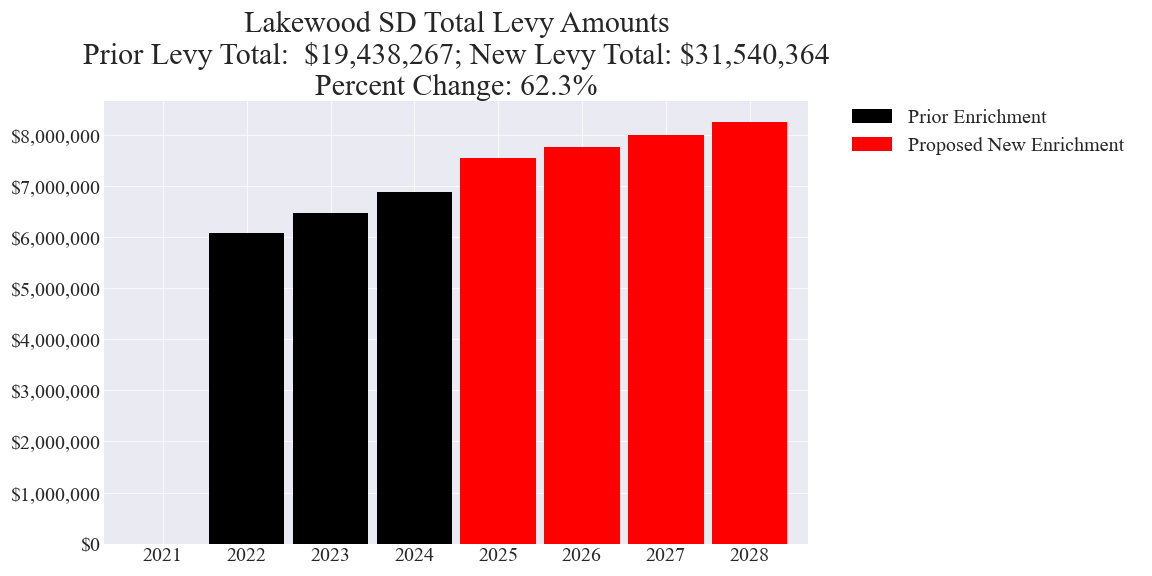 Lakewood SD Total Levy Amounts
Prior Levy Total:  $19,438,267; New Levy Total: $31,540,364
Percent Change: 62.3%
$8,000,000
$7,000,000
$6,000,000
$5,000,000
$4,000,000
$3,000,000
$2,000,000
$1,000,000
$0
2021 2022 2023 2024 2025 2026 2027 2028
Prior Enrichment
Proposed New Enrichment